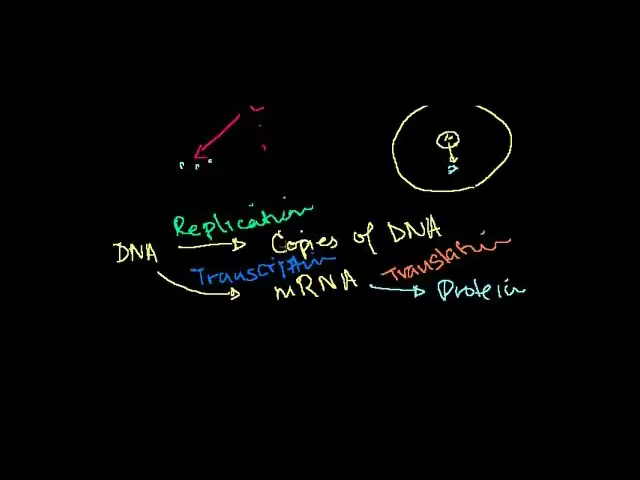 Replication
DNA → Copies of DNA
Transcription Translation
mRNA → Protein